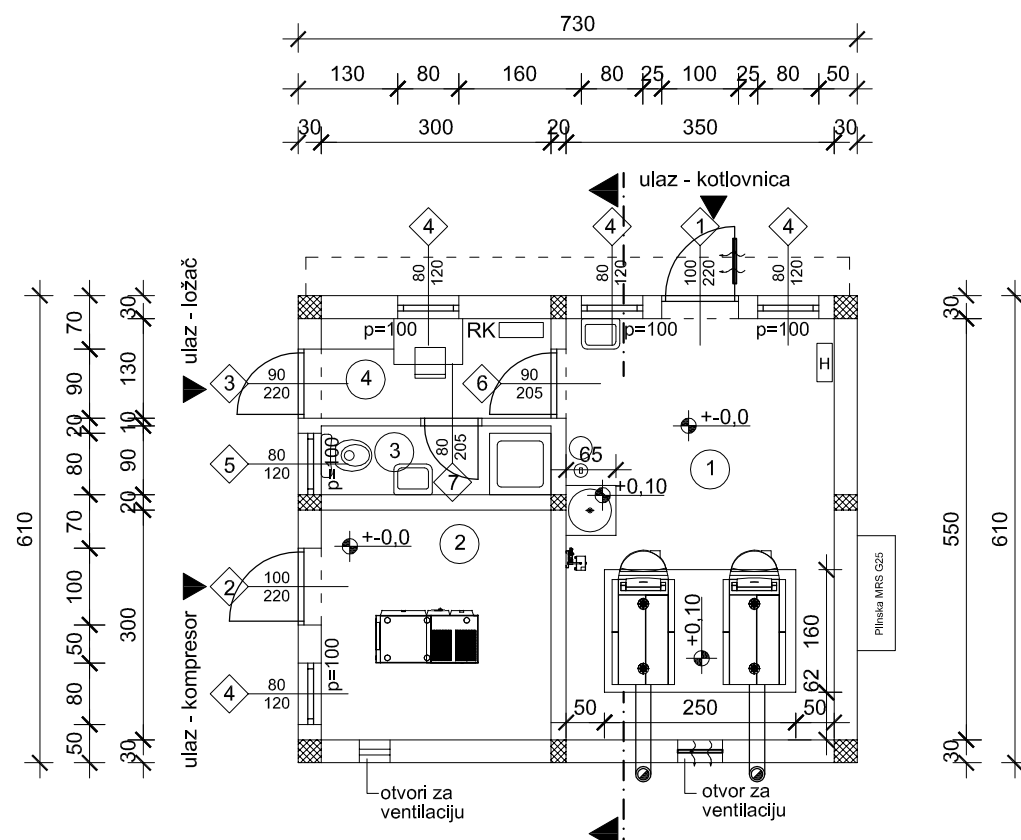 730
130 80 160 80 25 100 25 80 50
30 300 20 350 30
ulaz - kotlovnica
4 4 1 4
80 120 80 120 100 220 80 120
p=100 RK p=100 p=100
H
ulaz - ložač
3 90 220 4 6 90 205
+-0,0
5 80 120 p=100 3 80 205 7 65 1
+0,10
+-0,0 2
2 100 220
ulaz - kompresor
p=100
4 80 120
+0,10
160
62
50 250 50
Plinska MRS G25
otvori za
ventilaciju
otvor za
ventilaciju
610
70 90 20 80 70 100 50 80 50
30 130 10 90 20 300 30
30 550 30
610